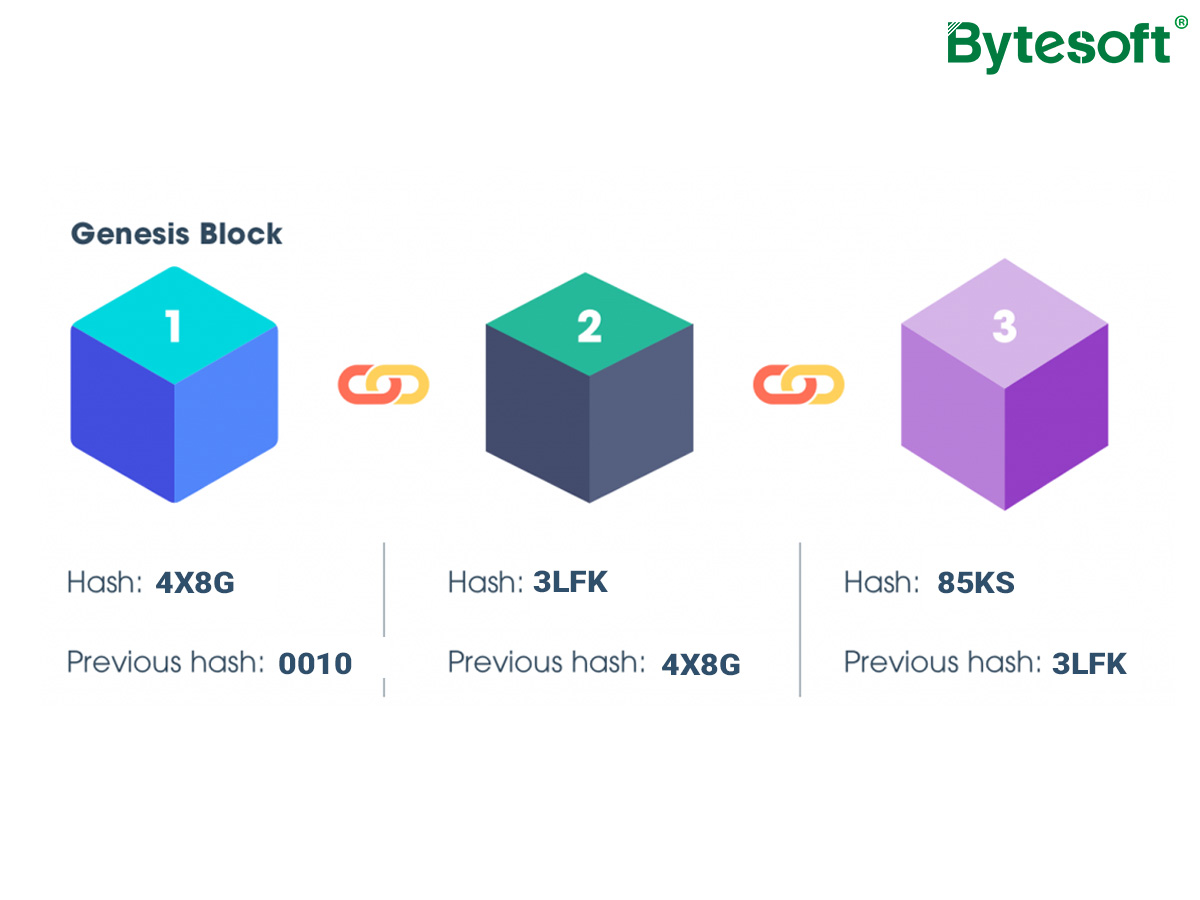 Bytesoft®
Genesis Block
1
2
3
Hash: 4X8G
Previous hash: 0010
Hash: 3LFK
Previous hash: 4X8G
Hash: 85KS
Previous hash: 3LFK